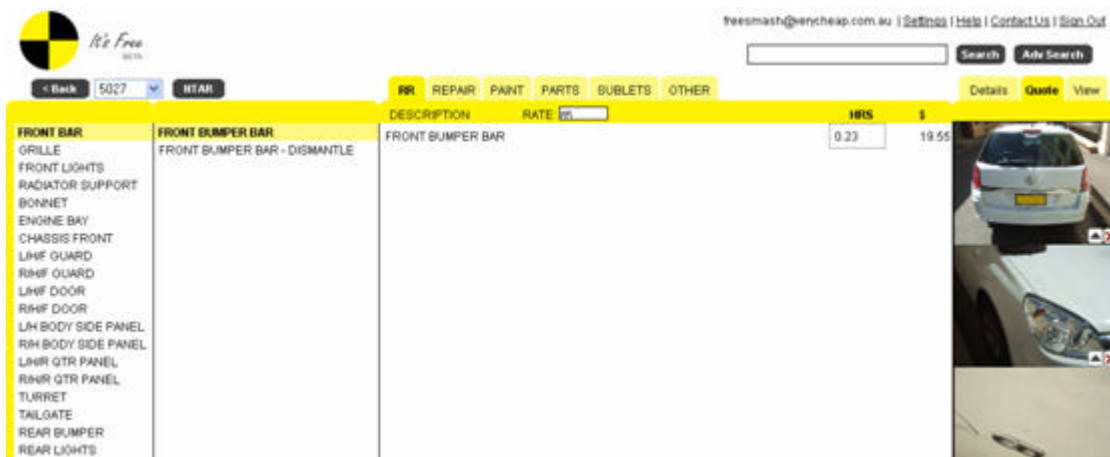 freesmash@verycheap.com.au | Settings | Help | Contact Us | Sign Out
It's Free
BETA
Search Adv Search
< Back 5027 NTAR RR REPAIR PAINT PARTS SUBLETS OTHER Details Quote View
DESCRIPTION RATE: HRS $
FRONT BAR FRONT BUMPER BAR FRONT BUMPER BAR 0.23 19.55
GRILLE FRONT BUMPER BAR - DISMANTLE
FRONT LIGHTS
RADIATOR SUPPORT
BONNET
ENGINE BAY
CHASSIS FRONT
L/H/F GUARD
R/H/F GUARD
L/H/F DOOR
R/H/F DOOR
L/H BODY SIDE PANEL
R/H BODY SIDE PANEL
L/H/R QTR PANEL
R/H/R QTR PANEL
TURRET
TAILGATE
REAR BUMPER
REAR LIGHTS